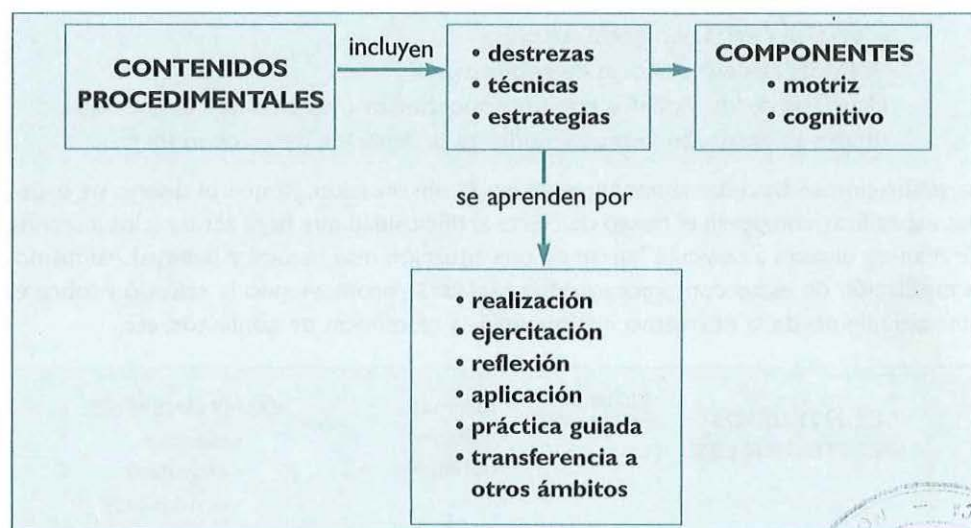 CONTENIDOS
PROCEDIMENTALES
incluyen
• destrezas
• técnicas
• estrategias
COMPONENTES
• motriz
• cognitivo
se aprenden por
• realización
• ejercitación
• reflexión
• aplicación
• práctica guiada
• transferencia a
otros ámbitos